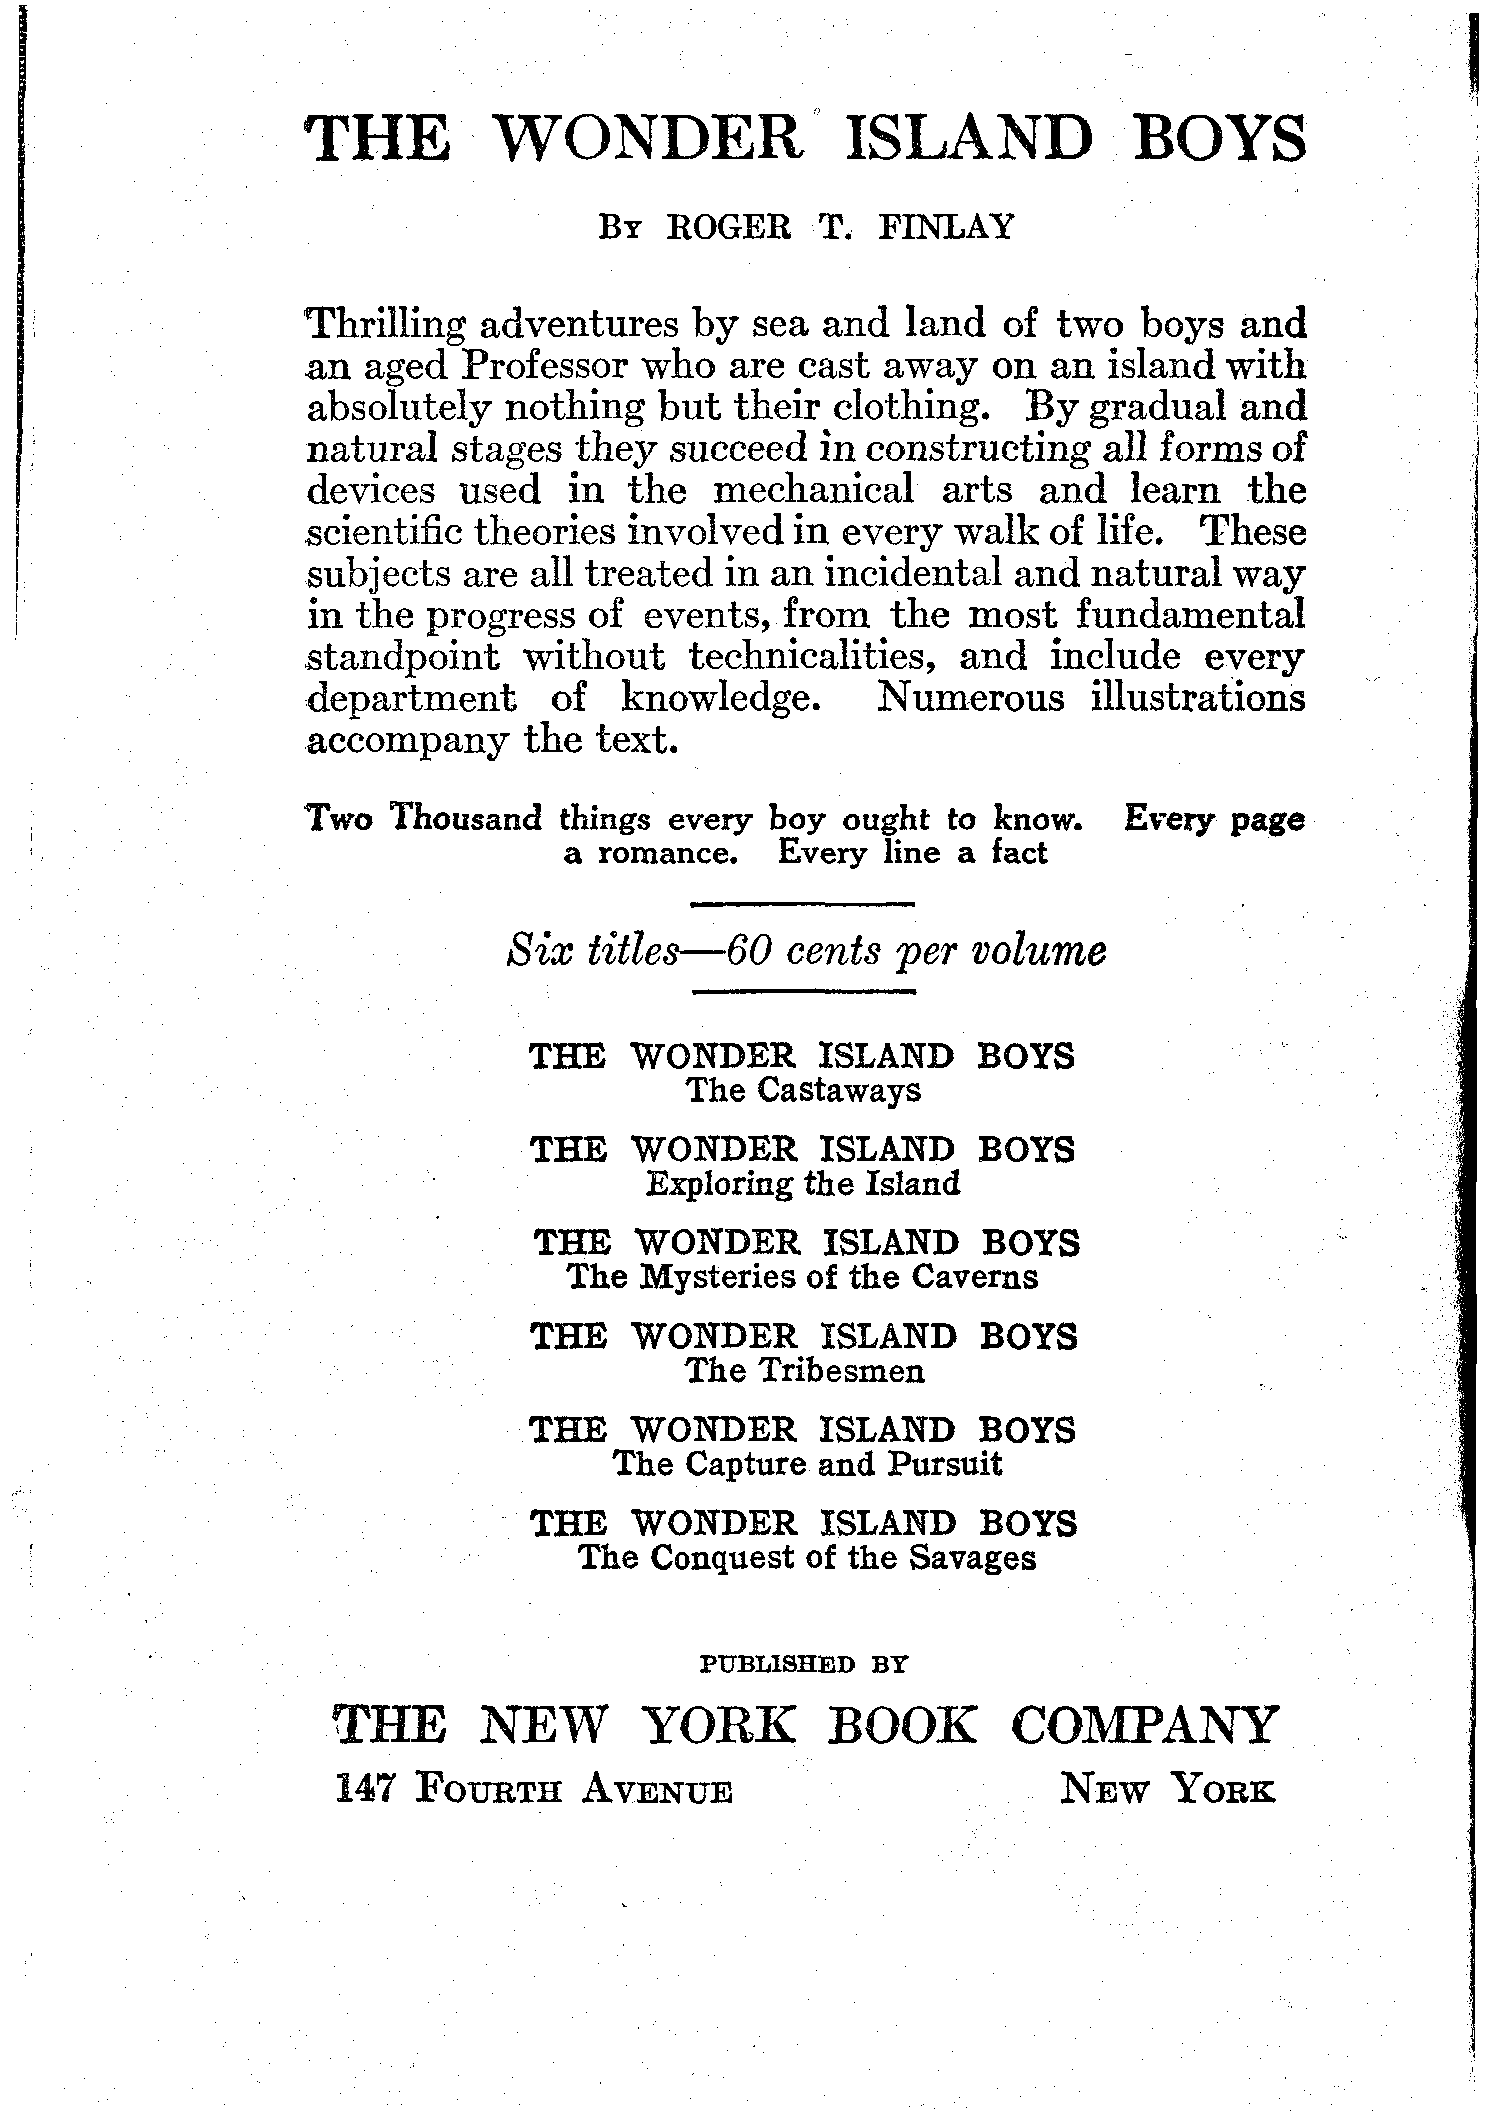 THE WONDER ISLAND BOYS
By ROGER T. FINLAY
Thrilling adventures by sea and land of two boys and
an aged Professor who are cast away on an island with
absolutely nothing but their clothing. By gradual and
natural stages they succeed in constructing all forms of
devices used in the mechanical arts and learn the
scientific theories involved in every walk of life. These
subjects are all treated in an incidental and natural way
in the progress of events, from the most fundamental
standpoint without technicalities, and include every
department of knowledge. Numerous illustrations
accompany the text.
Two Thousand things every boy ought to know. Every page
a romance. Every line a fact
Six titles—60 cents per volume
THE WONDER ISLAND BOYS
The Castaways
THE WONDER ISLAND BOYS
Exploring the Island
THE WONDER ISLAND BOYS
The Mysteries of the Caverns
THE WONDER ISLAND BOYS
The Tribesmen
THE WONDER ISLAND BOYS
The Capture and Pursuit
THE WONDER ISLAND BOYS
The Conquest of the Savages
PUBLISHED BY
THE NEW YORK BOOK COMPANY
147 Fourth Avenue New York